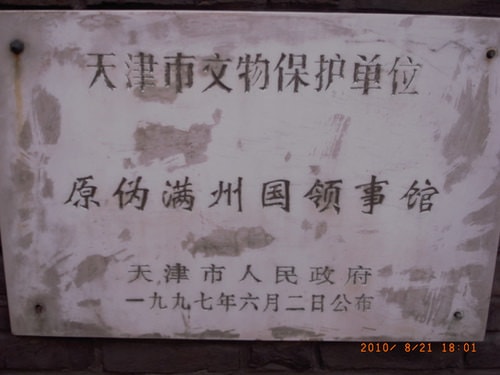 天津市文物保护单位
原伪满州国领事馆
天津市人民政府
一九九七年六月二日公布
2010/ 8/21 18:01